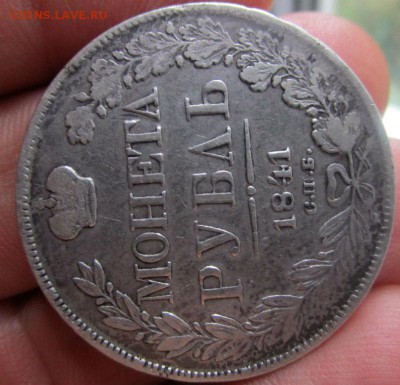 COINS.LAVE.RU
МОНЕТА
РУБЛЬ
1841
С.П.Б.